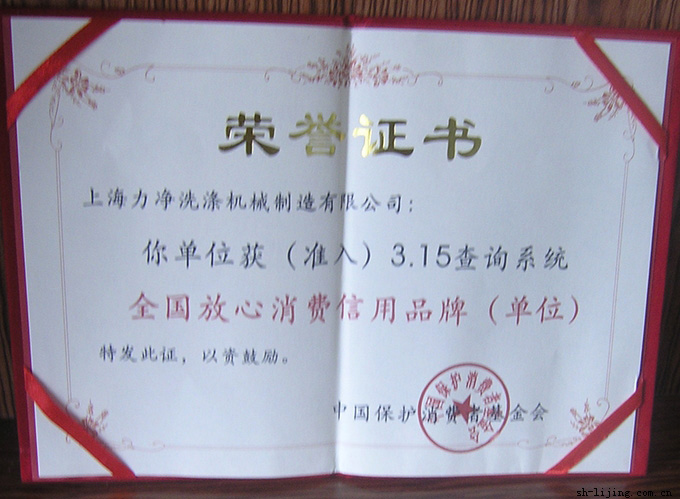 荣誉证书
上海力净洗涤机械制造有限公司：
你单位获（准入）3.15查询系统
全国放心消费信用品牌（单位）
特发此证，以资鼓励。
中国保护消费者基金会
sh-lijing.com.cn